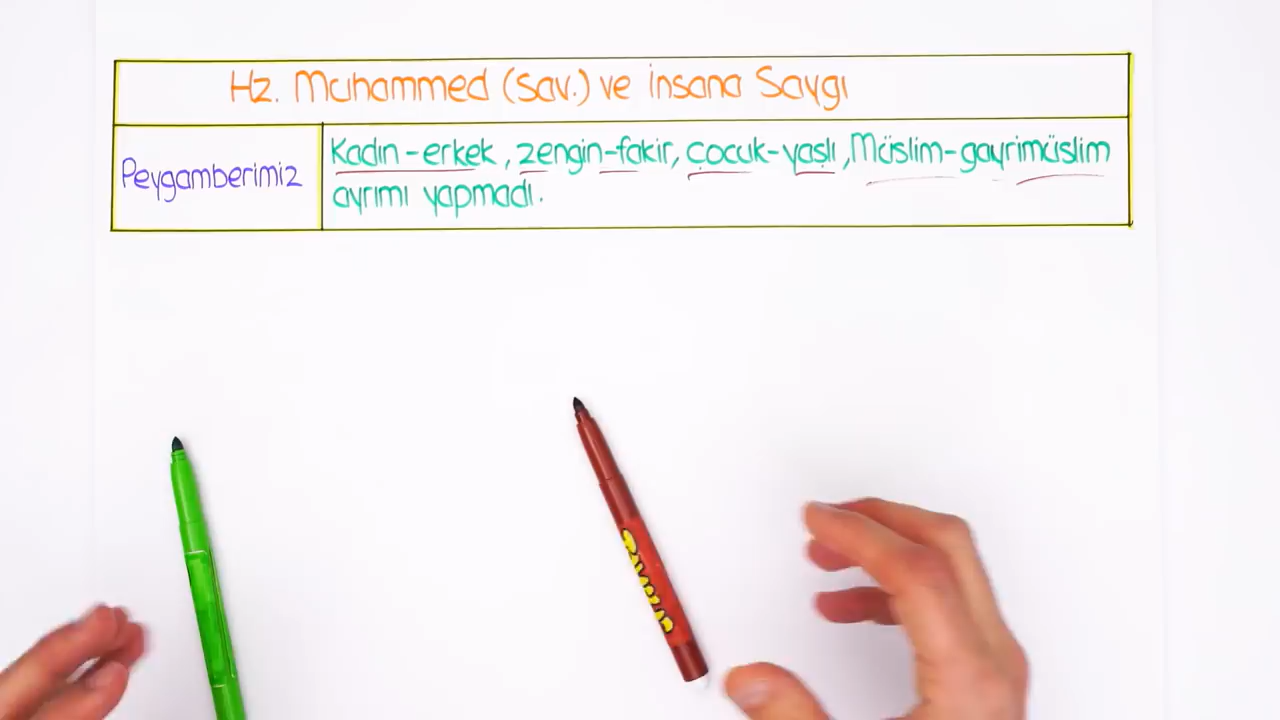 Hz. Muhammed (sav.) ve İnsana Saygı
Peygamberimiz
Kadın-erkek, zengin-fakir, çocuk-yaşlı, Müslim-gayrimüslim
ayrımı yapmadı.